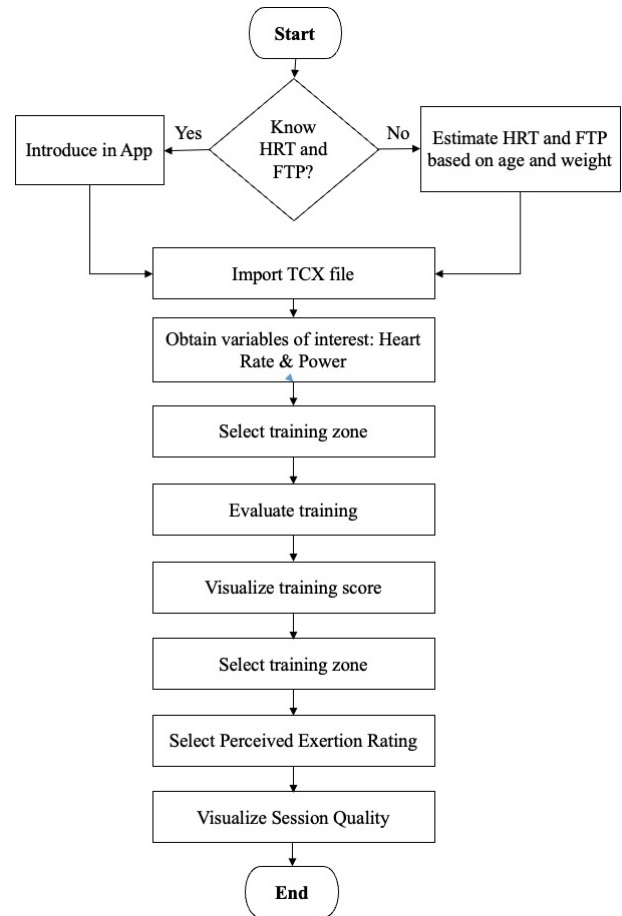 Start
Know
HRT and
FTP?
Yes
No
Introduce in App
Estimate HRT and FTP
based on age and weight
Import TCX file
Obtain variables of interest: Heart
Rate & Power
Select training zone
Evaluate training
Visualize training score
Select training zone
Select Perceived Exertion Rating
Visualize Session Quality
End